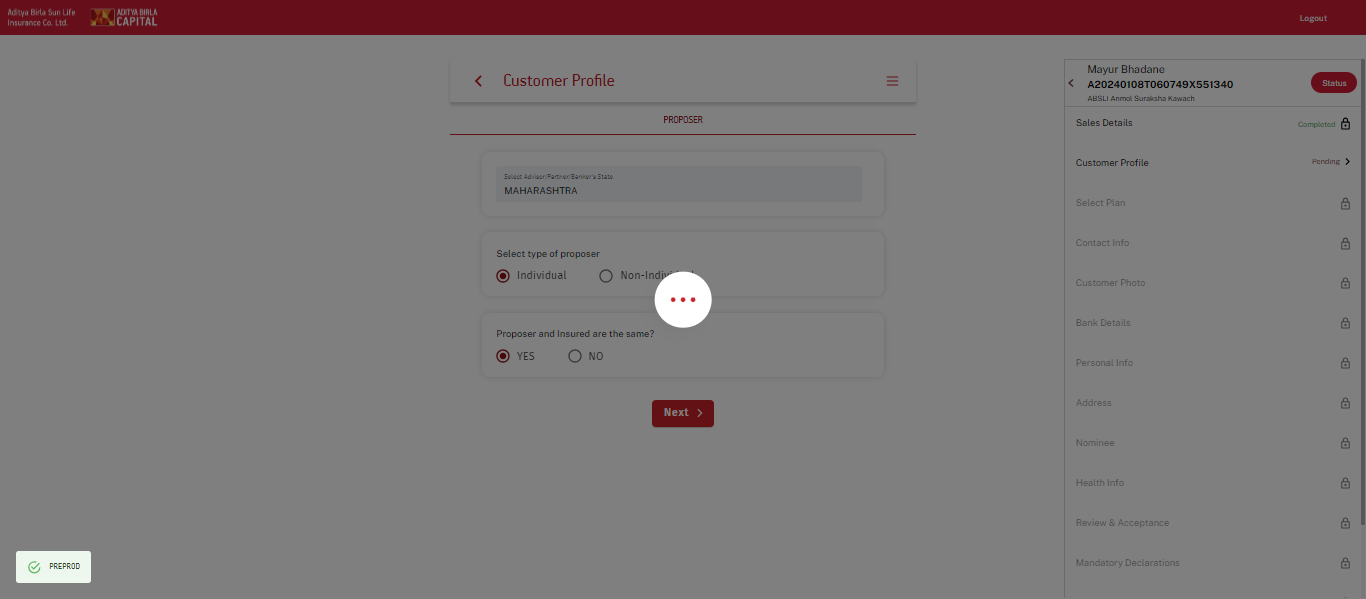 Aditya Birla Sun Life
Insurance Co. Ltd.
ADITYA BIRLA
CAPITAL
Logout
Customer Profile
PROPOSER
Select Advisor/Partner/Banker's State
MAHARASHTRA
Select type of proposer
Individual
Non-Indivi
Proposer and Insured are the same?
YES
NO
Next
PREPROD
Mayur Bhadane
A20240108T060749X551340
ABSLI Anmol Suraksha Kawach
Status
Sales Details
Completed
Customer Profile
Pending
Select Plan
Contact Info
Customer Photo
Bank Details
Personal Info
Address
Nominee
Health Info
Review & Acceptance
Mandatory Declarations